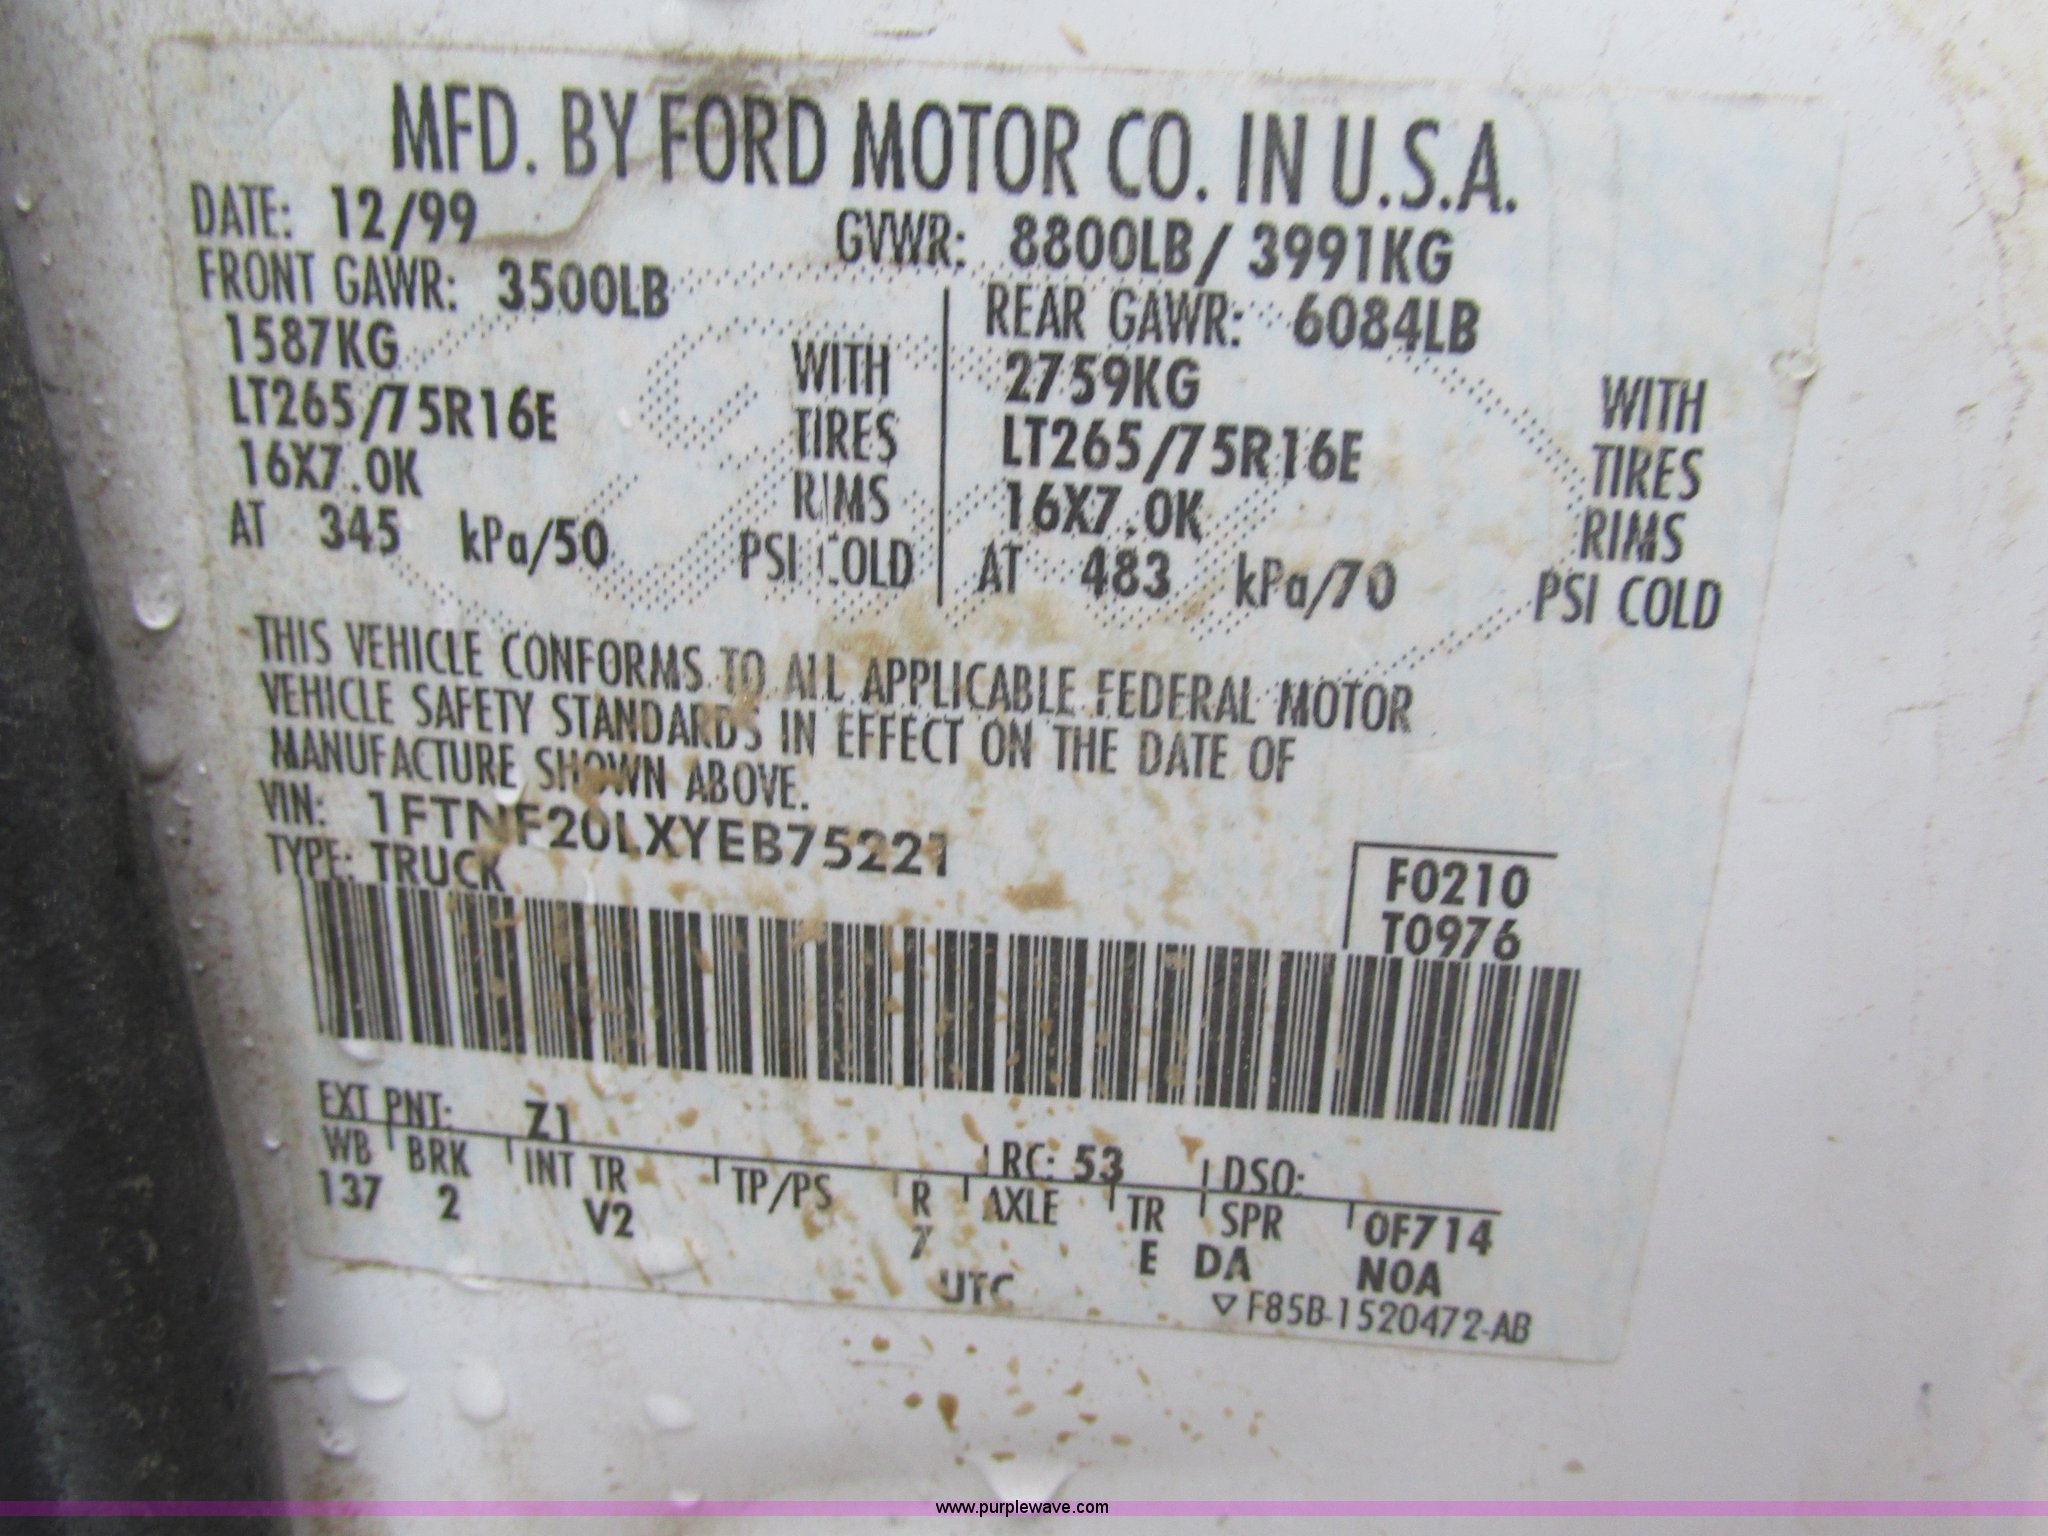 MFD. BY FORD MOTOR CO. IN U.S.A.
DATE: 12/99 GVWR: 8800LB/ 3991KG
FRONT GAWR: 3500LB REAR GAWR: 6084LB
1587KG WITH 2759KG WITH
LT265/75R16E TIRES LT265/75R16E TIRES
16X7.0K RIMS 16X7.0K RIMS
AT 345 kPa/50 PSI COLD AT 483 kPa/70 PSI COLD
THIS VEHICLE CONFORMS TO ALL APPLICABLE FEDERAL MOTOR
VEHICLE SAFETY STANDARDS IN EFFECT ON THE DATE OF
MANUFACTURE SHOWN ABOVE.
VIN: 1FTNF20LXYEB75221
TYPE: TRUCK
F0210
T0976
EXT PNT: Z1 RC: 53 DSO:
WB BRK INT TR TP/PS R AXLE TR SPR 0F714
137 2 V2 7 E DA N0A
UTC
▽ F85B-1520472-AB
www.purplewave.com